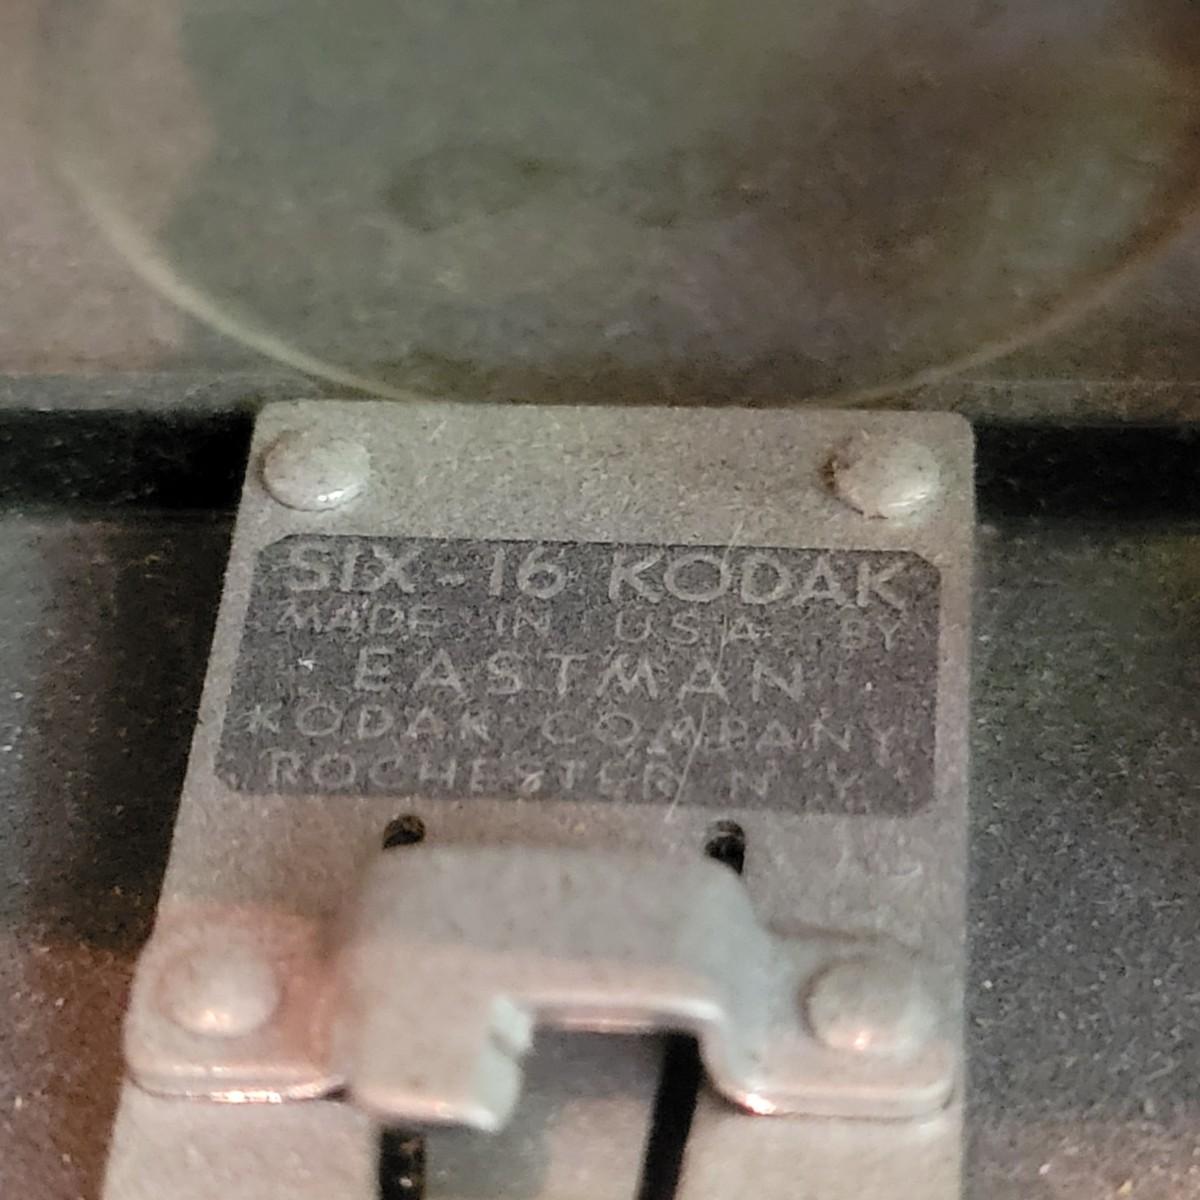 SIX-16 KODAK
MADE IN U.S.A. BY
EASTMAN
KODAK COMPANY
ROCHESTER N.Y.